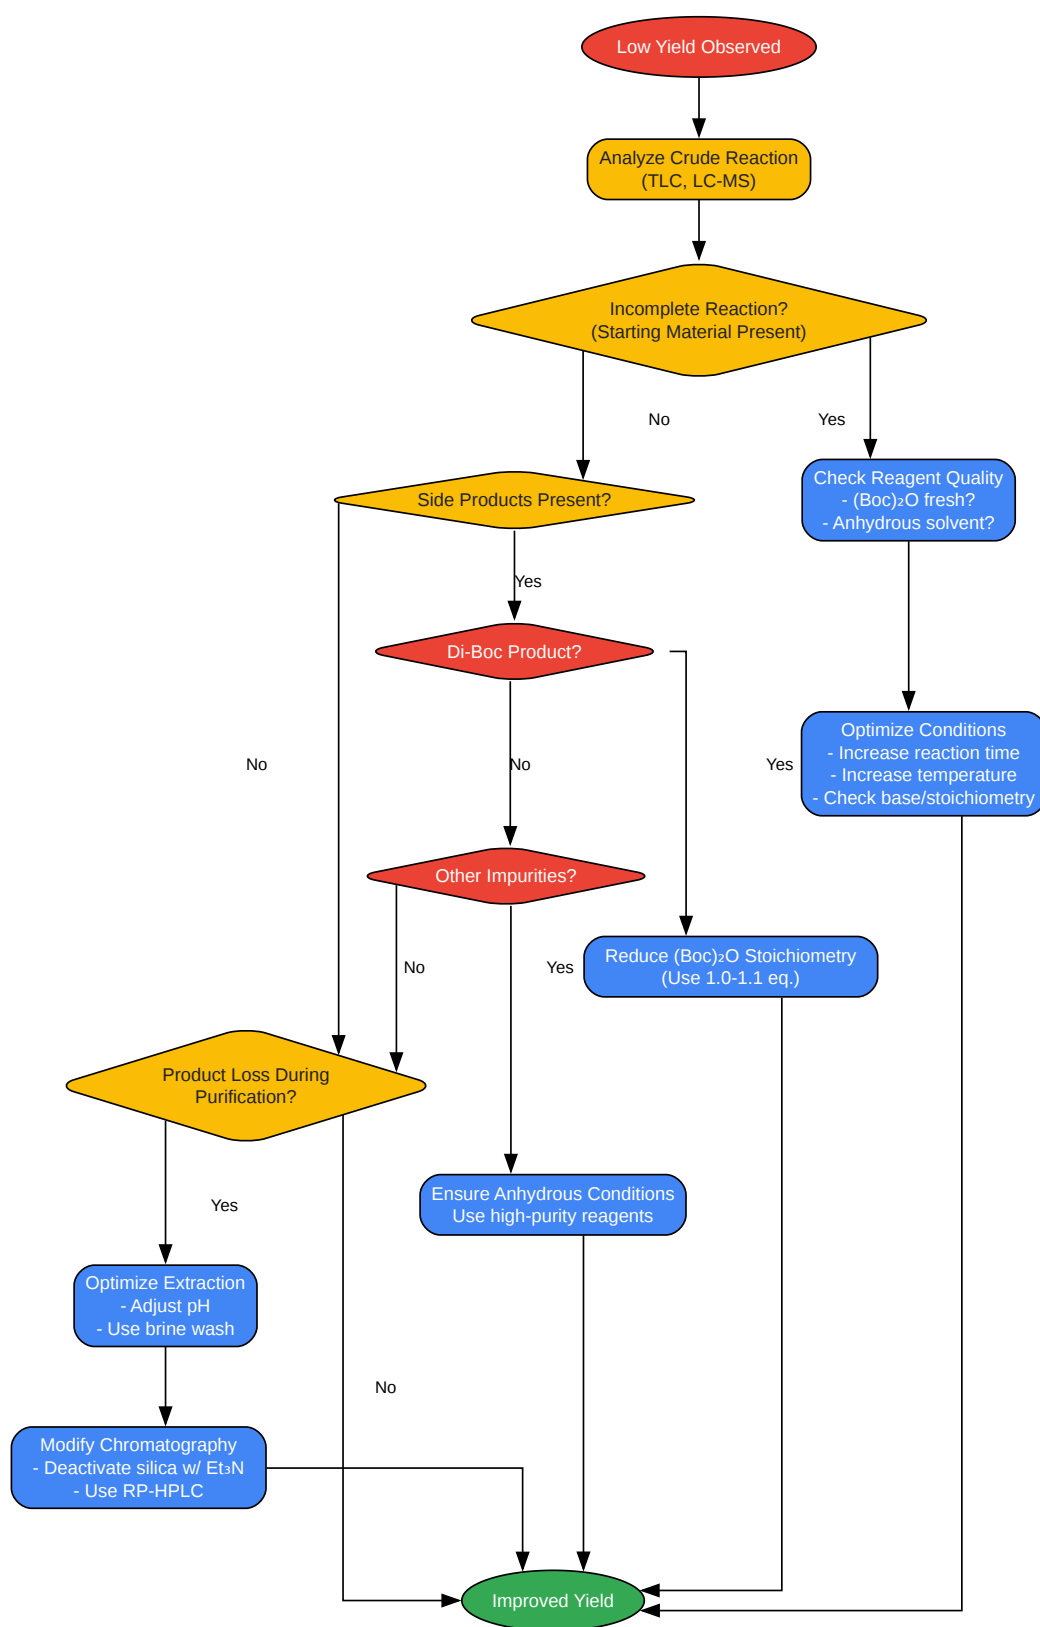 Low Yield Observed
Analyze Crude Reaction
(TLC, LC-MS)
Incomplete Reaction?
(Starting Material Present)
No
Yes
Side Products Present?
Check Reagent Quality
- (Boc)₂O fresh?
- Anhydrous solvent?
Yes
Di-Boc Product?
Optimize Conditions
- Increase reaction time
- Increase temperature
- Check base/stoichiometry
No
No
Yes
Other Impurities?
No
Yes
Reduce (Boc)₂O Stoichiometry
(Use 1.0-1.1 eq.)
Product Loss During
Purification?
Yes
Ensure Anhydrous Conditions
Use high-purity reagents
Optimize Extraction
- Adjust pH
- Use brine wash
No
Modify Chromatography
- Deactivate silica w/ Et₃N
- Use RP-HPLC
Improved Yield